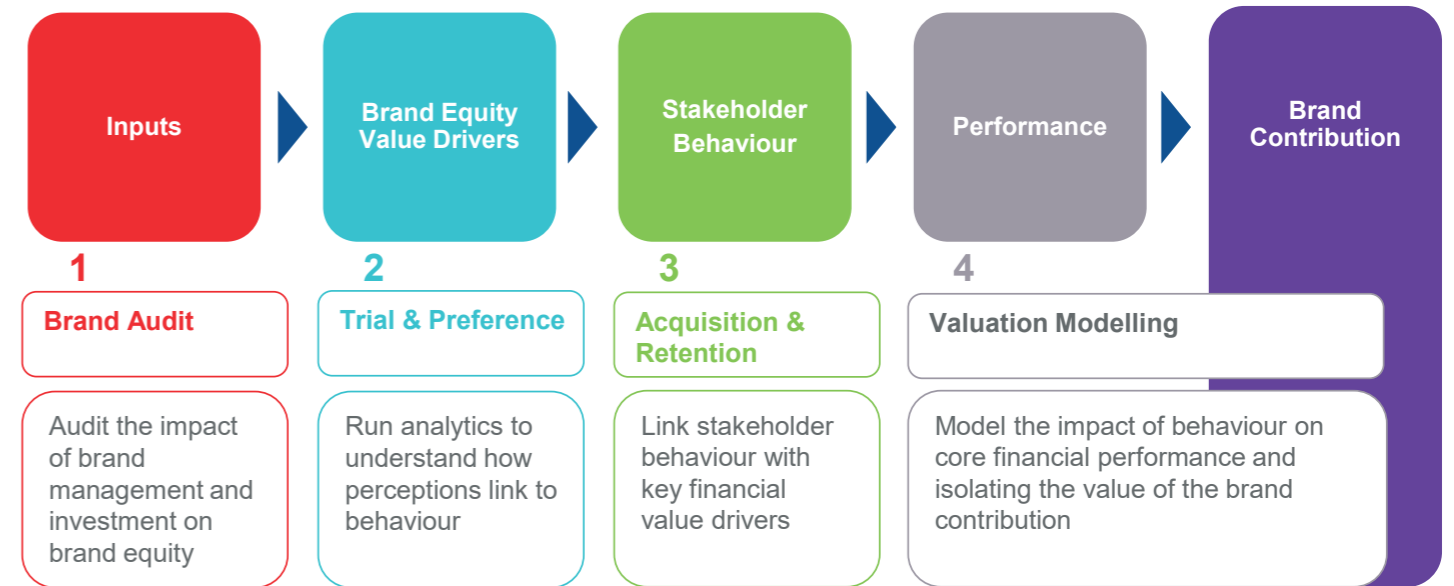 Inputs
Brand Equity
Value Drivers
Stakeholder
Behaviour
Performance
Brand
Contribution
1
2
3
4
Brand Audit
Trial & Preference
Acquisition &
Retention
Valuation Modelling
Audit the impact
of brand
management and
investment on
brand equity
Run analytics to
understand how
perceptions link to
behaviour
Link stakeholder
behaviour with
key financial
value drivers
Model the impact of behaviour on
core financial performance and
isolating the value of the brand
contribution